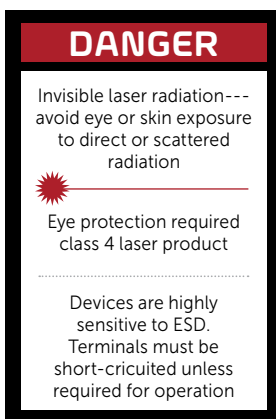 DANGER
Invisible laser radiation---
avoid eye or skin exposure
to direct or scattered
radiation
Eye protection required
class 4 laser product
Devices are highly
sensitive to ESD.
Terminals must be
short-cricuited unless
required for operation